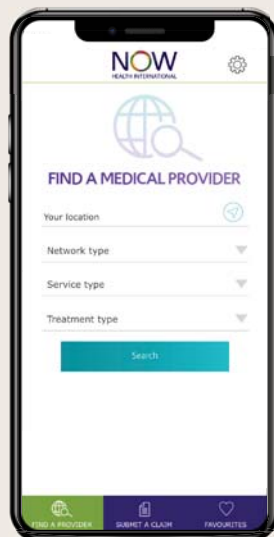 NOW
HEALTH INTERNATIONAL
FIND A MEDICAL PROVIDER
Your location
Network type
Service type
Treatment type
Search
FIND A PROVIDER
SUBMIT A CLAIM
FAVOURITES